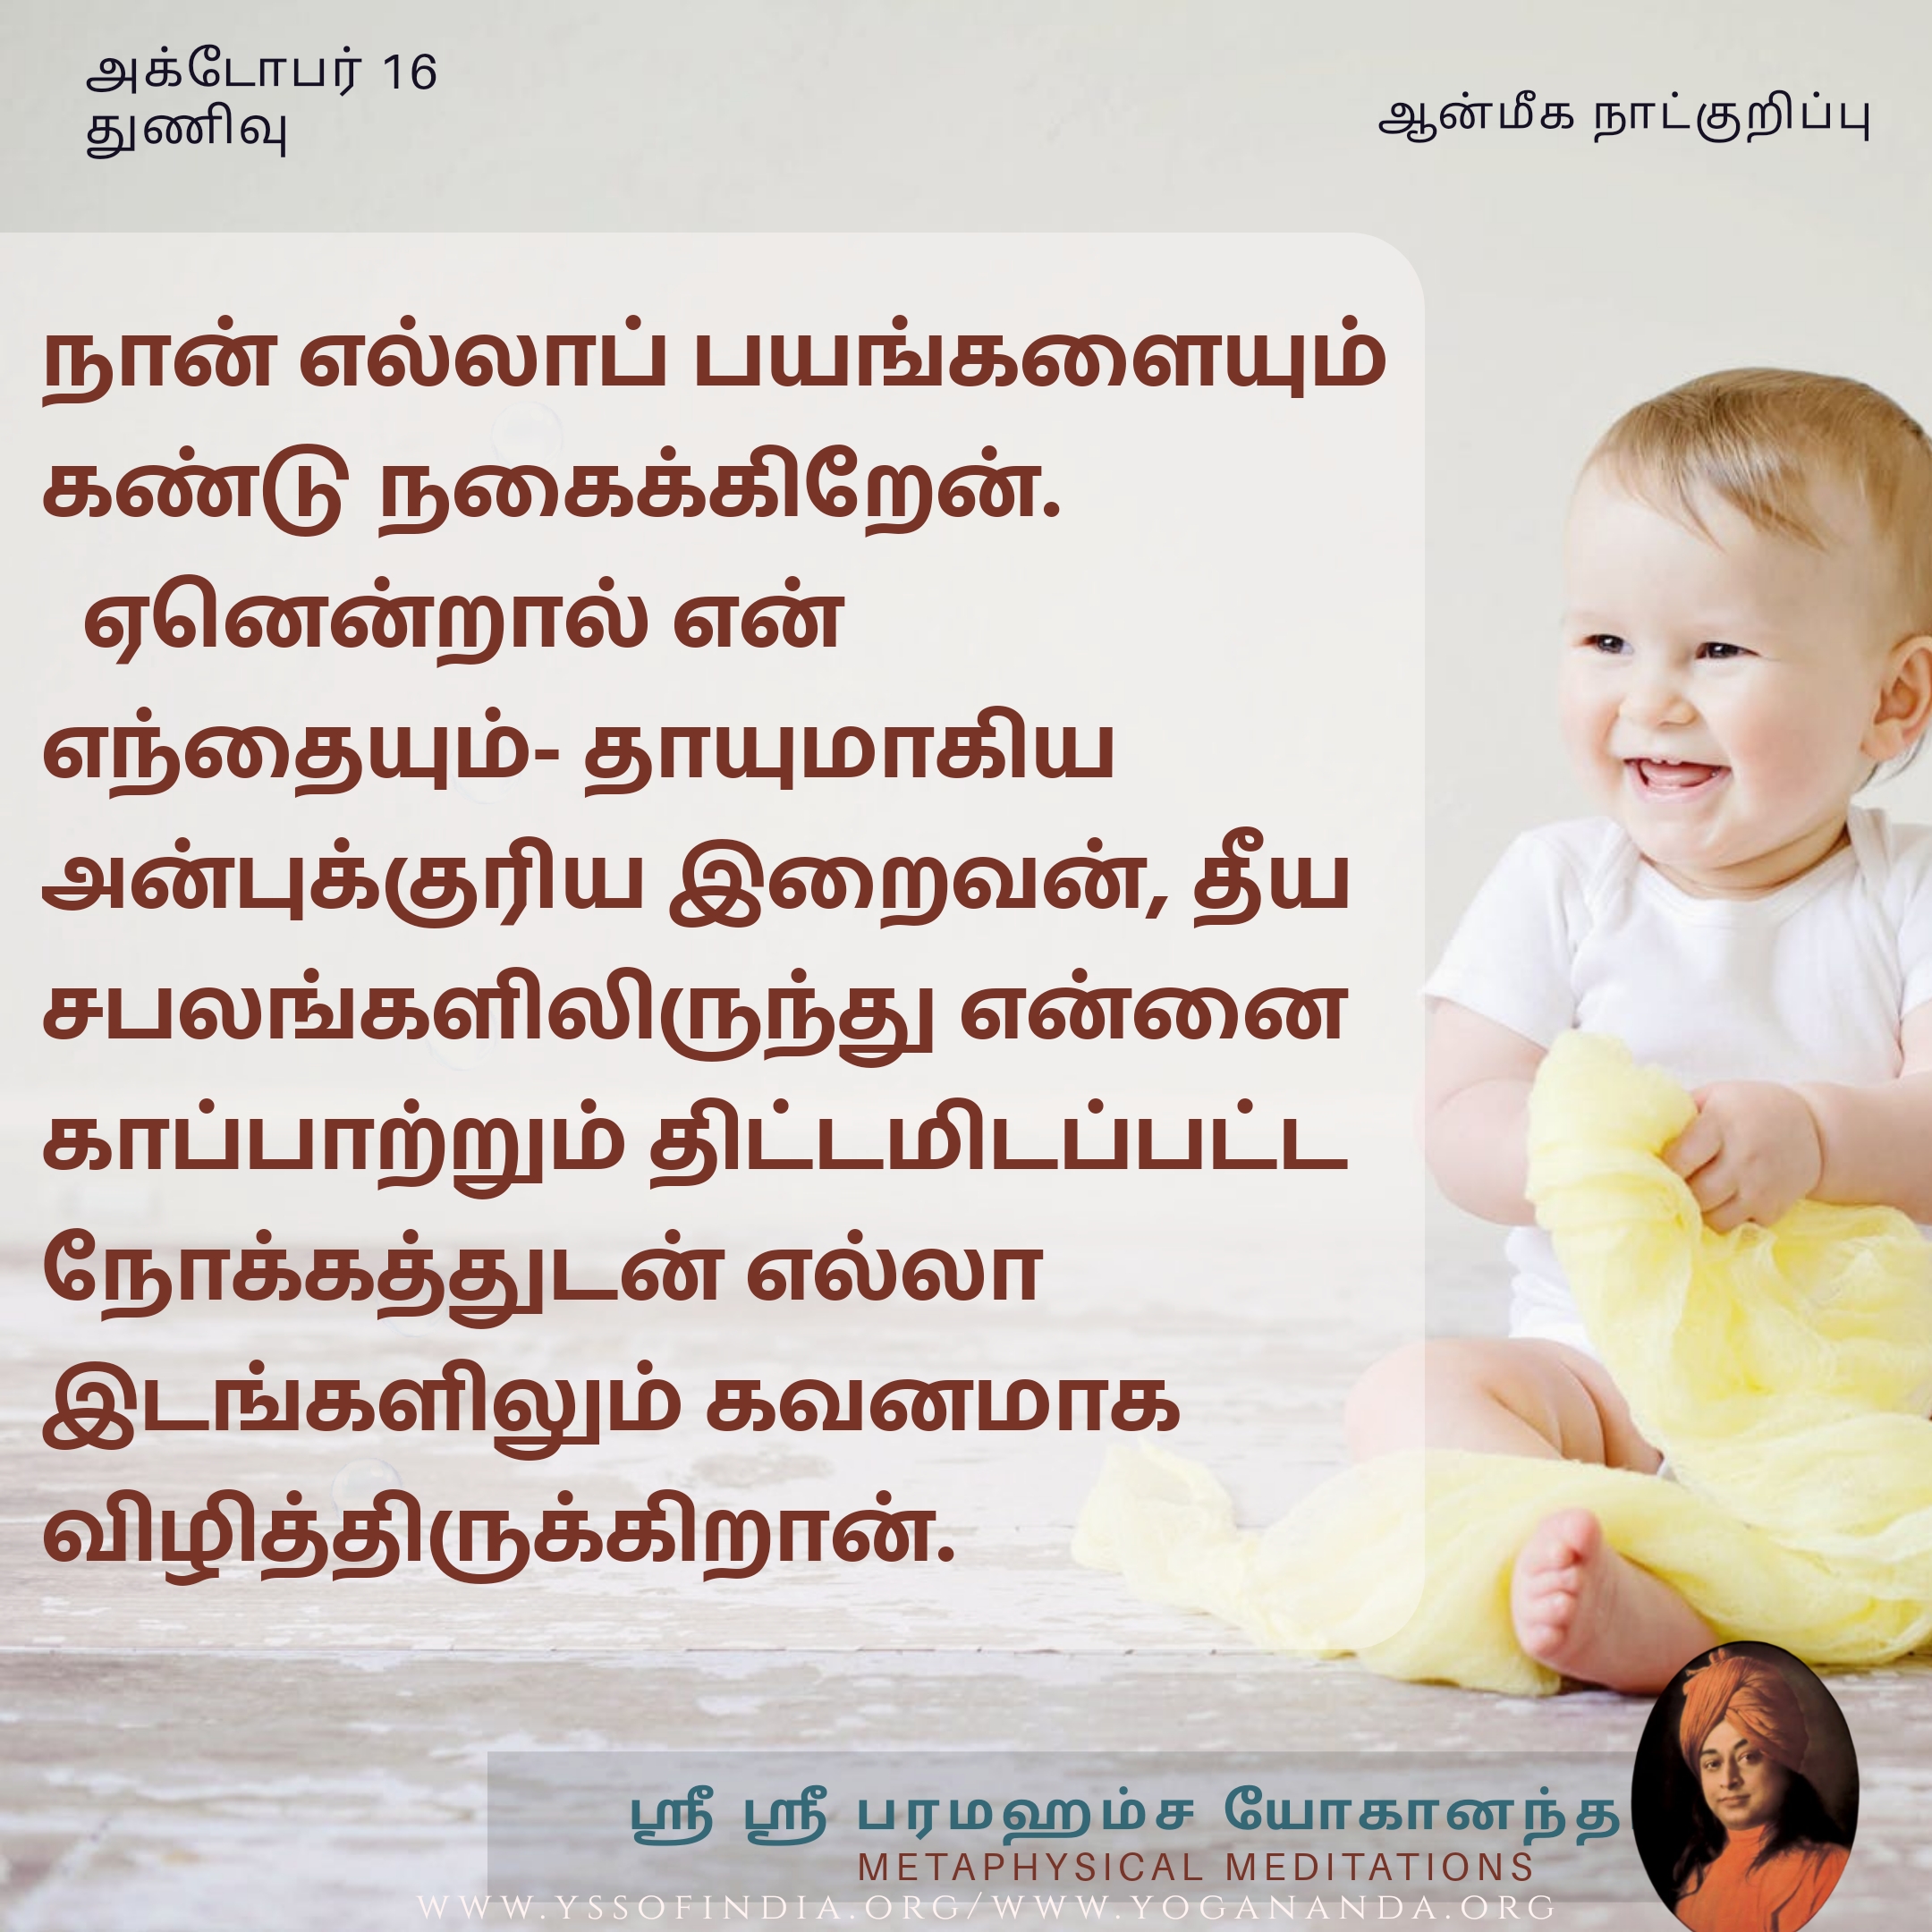 அக்டோபர் 16
துணிவு
ஆன்மீக நாட்குறிப்பு
நான் எல்லாப் பயங்களையும்
கண்டு நகைக்கிறேன்.
ஏனென்றால் என்
எந்தையும்- தாயுமாகிய
அன்புக்குரிய இறைவன், தீய
சபலங்களிலிருந்து என்னை
காப்பாற்றும் திட்டமிடப்பட்ட
நோக்கத்துடன் எல்லா
இடங்களிலும் கவனமாக
விழித்திருக்கிறான்.
ஸ்ரீ ஸ்ரீ பரமஹம்ச யோகானந்த
METAPHYSICAL MEDITATIONS
WWW.YSSOFINDIA.ORG/WWW.YOGANANDA.ORG